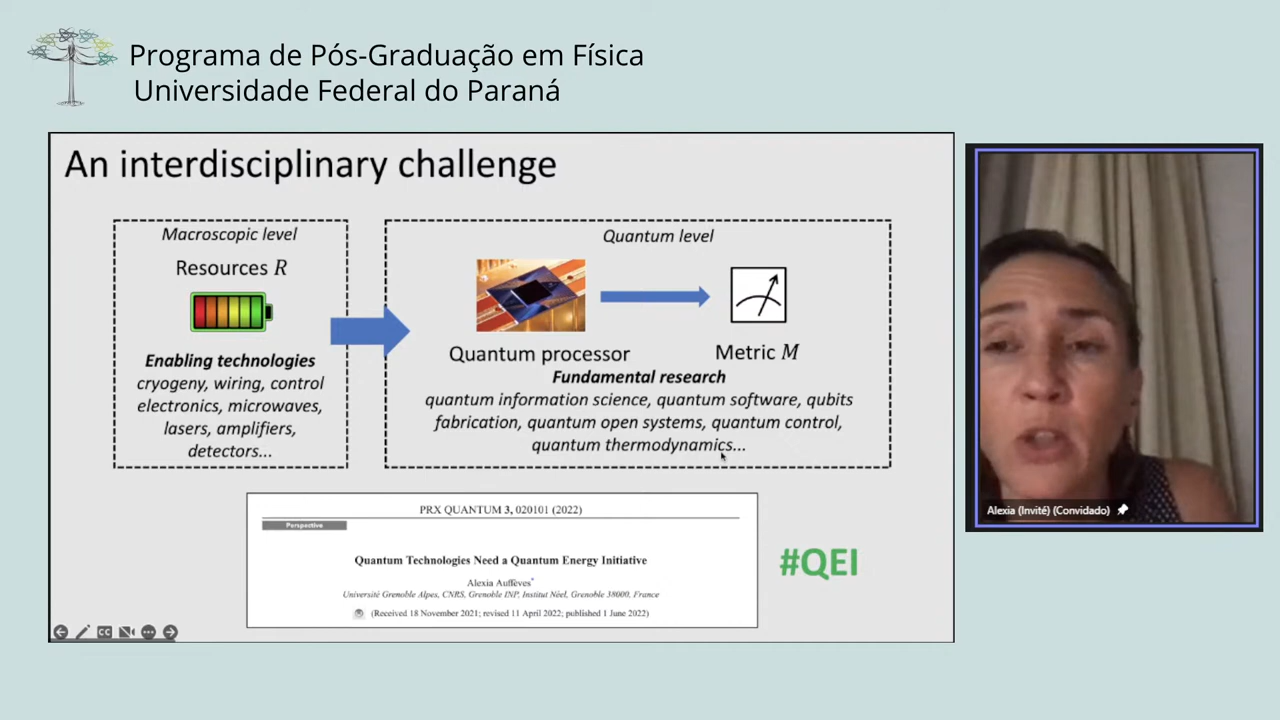 Programa de Pós-Graduação em Física
Universidade Federal do Paraná
An interdisciplinary challenge
Macroscopic level
Resources R
Enabling technologies
cryogeny, wiring, control
electronics, microwaves,
lasers, amplifiers,
detectors...
Quantum level
Quantum processor
Metric M
Fundamental research
quantum information science, quantum software, qubits
fabrication, quantum open systems, quantum control,
quantum thermodynamics...
PRX QUANTUM 3, 020101 (2022)
Perspective
Quantum Technologies Need a Quantum Energy Initiative
Alexia Auffèves*
Université Grenoble Alpes, CNRS, Grenoble INP, Institut Néel, Grenoble 38000, France
(Received 18 November 2021; revised 11 April 2022; published 1 June 2022)
#QEI
CC
Alexia (Invité) (Convidado)